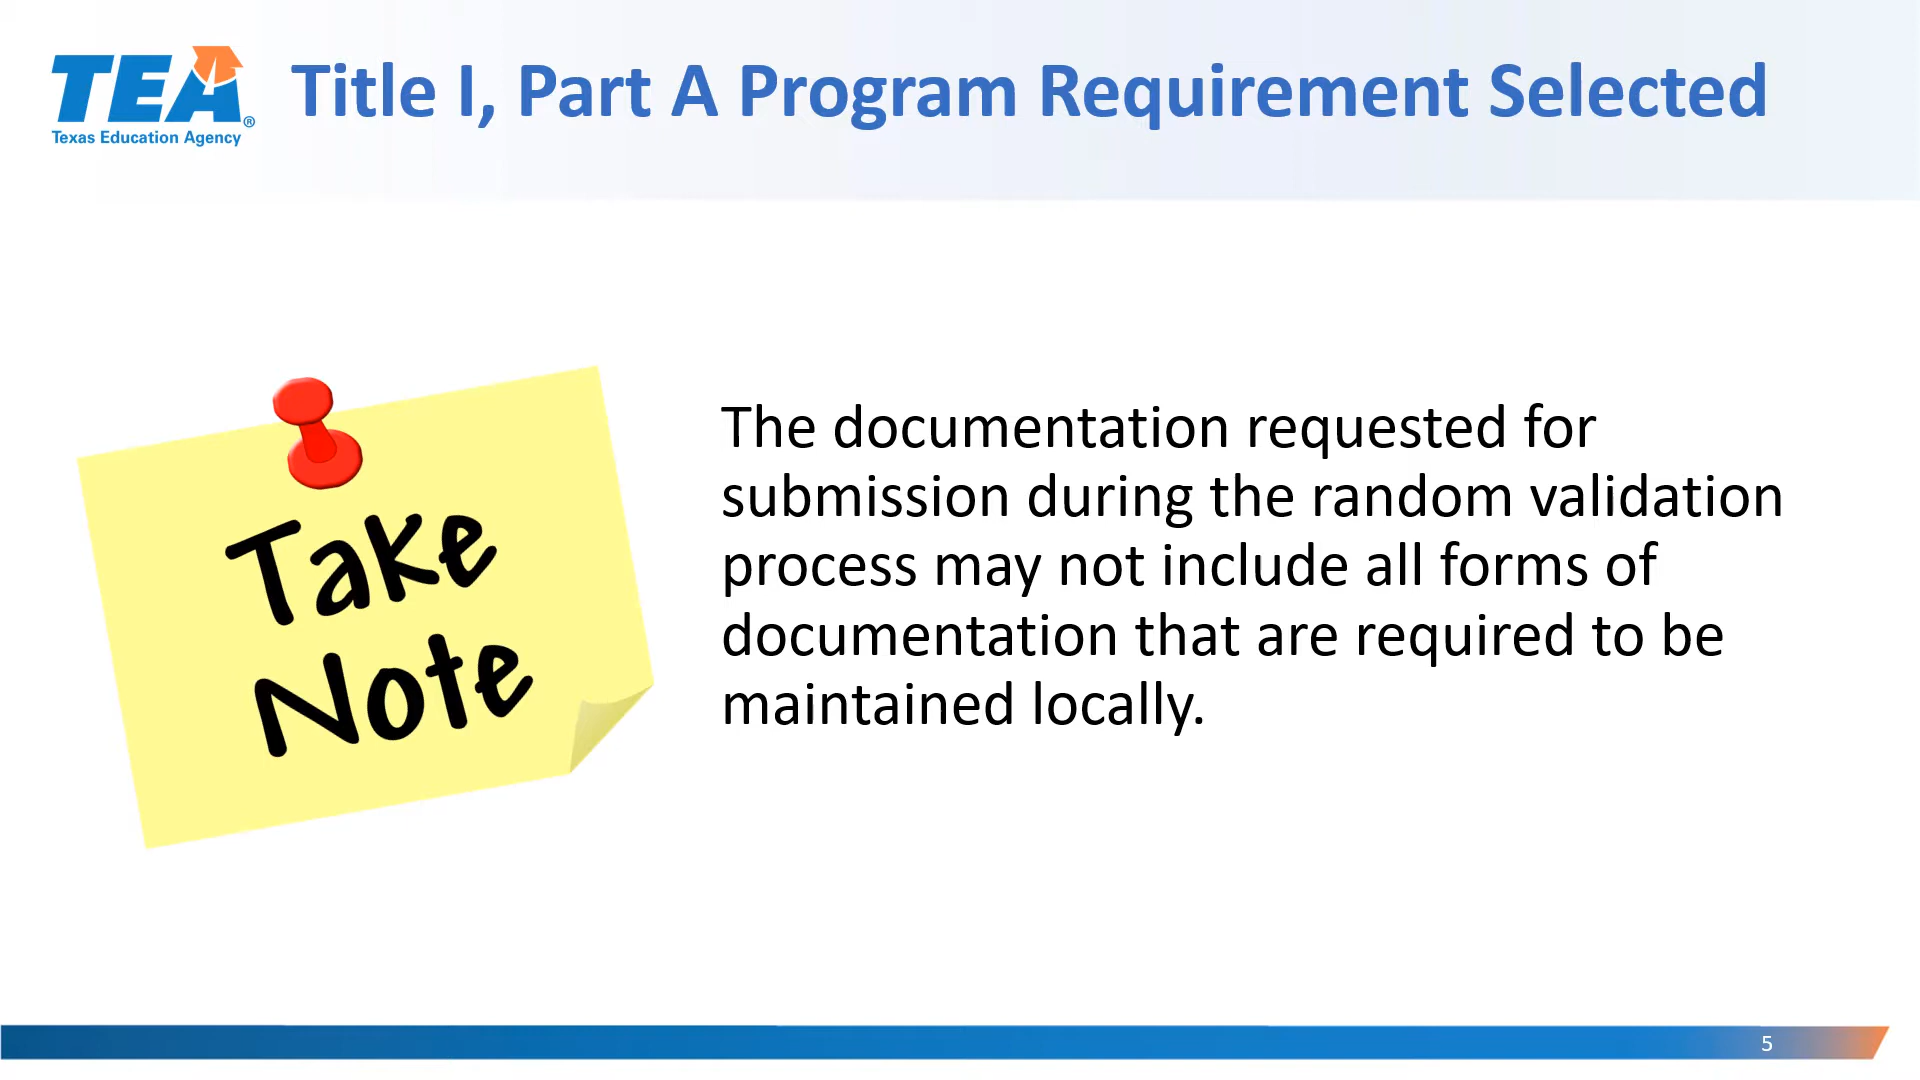 TEA®
Texas Education Agency
Title I, Part A Program Requirement Selected
Take
Note
The documentation requested for
submission during the random validation
process may not include all forms of
documentation that are required to be
maintained locally.
5